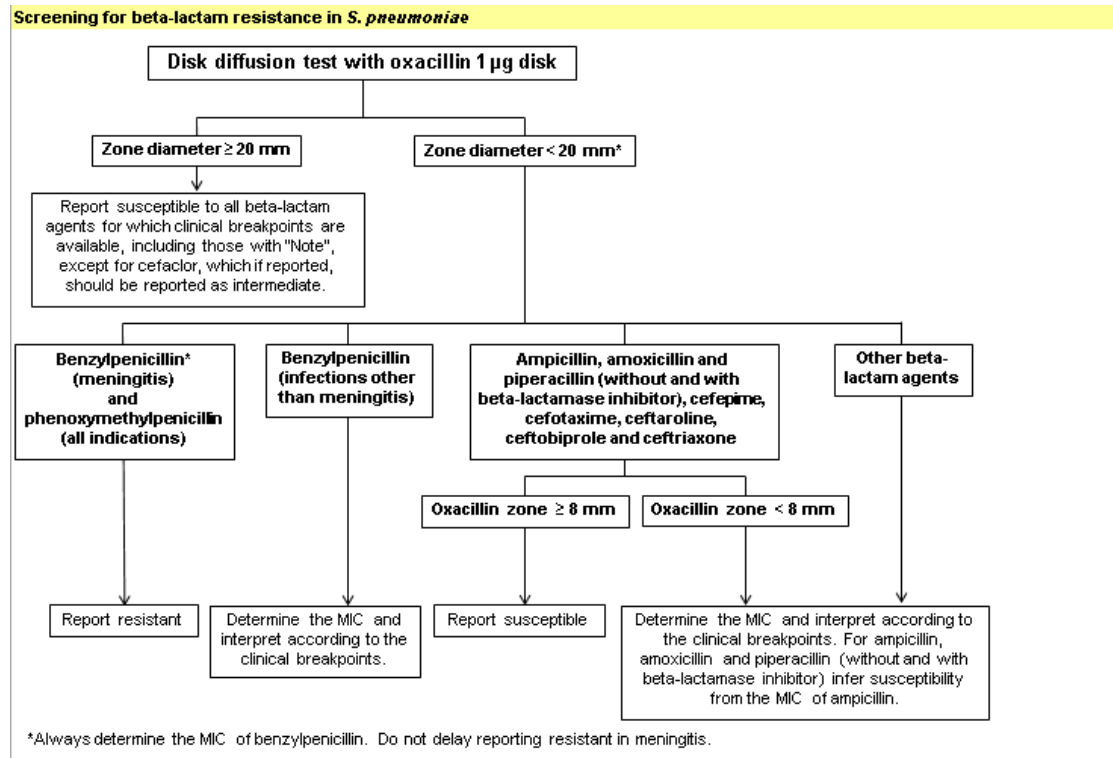 Screening for beta-lactam resistance in S. pneumoniae
Disk diffusion test with oxacillin 1 µg disk
Zone diameter ≥ 20 mm
Zone diameter < 20 mm*
Report susceptible to all beta-lactam
agents for which clinical breakpoints are
available, including those with "Note",
except for cefaclor, which if reported,
should be reported as intermediate.
Benzylpenicillin*
(meningitis)
and
phenoxymethylpenicillin
(all indications)
Benzylpenicillin
(infections other
than meningitis)
Ampicillin, amoxicillin and
piperacillin (without and with
beta-lactamase inhibitor), cefepime,
cefotaxime, ceftaroline,
ceftobiprole and ceftriaxone
Other beta-
lactam agents
Oxacillin zone ≥ 8 mm
Oxacillin zone < 8 mm
Report resistant
Determine the MIC and
interpret according to the
clinical breakpoints.
Report susceptible
Determine the MIC and interpret according to
the clinical breakpoints. For ampicillin,
amoxicillin and piperacillin (without and with
beta-lactamase inhibitor) infer susceptibility
from the MIC of ampicillin.
*Always determine the MIC of benzylpenicillin. Do not delay reporting resistant in meningitis.